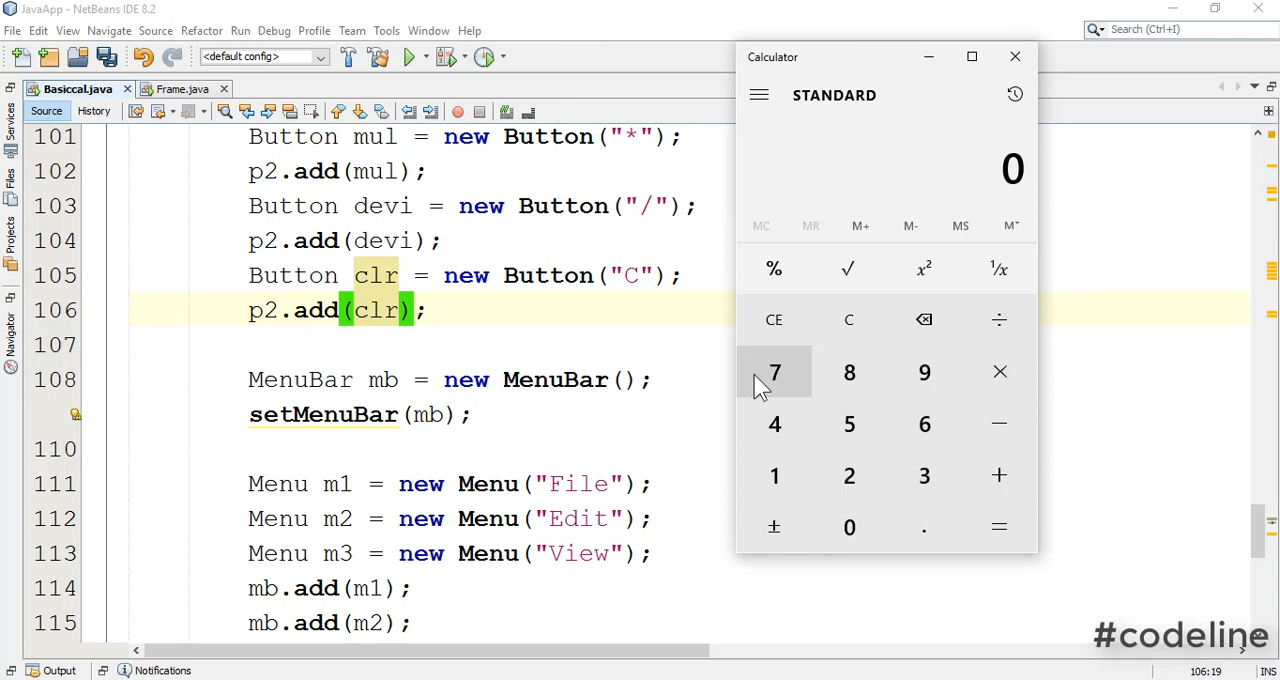 JavaApp - NetBeans IDE 8.2
File Edit View Navigate Source Refactor Run Debug Profile Team Tools Window Help
Search (Ctrl+I)
<default config>
Basiccal.java Frame.java
Source History
Services
Files
Projects
Navigator
101 Button mul = new Button("*");
102 p2.add(mul);
103 Button devi = new Button("/");
104 p2.add(devi);
105 Button clr = new Button("C");
106 p2.add(clr);
107
108 MenuBar mb = new MenuBar();
setMenuBar(mb);
110
111 Menu m1 = new Menu("File");
112 Menu m2 = new Menu("Edit");
113 Menu m3 = new Menu("View");
114 mb.add(m1);
115 mb.add(m2);
Calculator
STANDARD
0
MC MR M+ M- MS M˅
% √ x² ¹/x
CE C ÷
7 8 9 ×
4 5 6 −
1 2 3 +
± 0 . =
#codeline
Output Notifications
106:19 INS